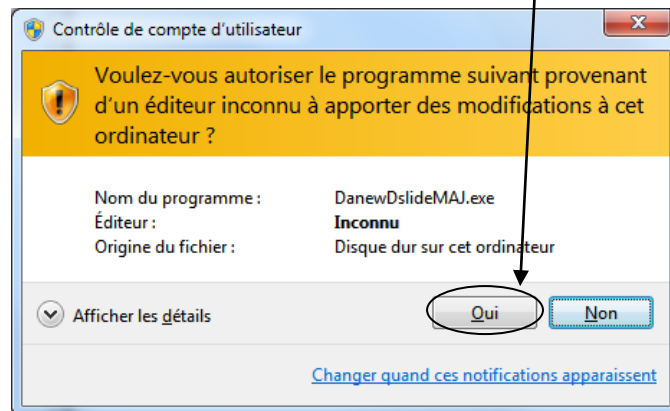 Contrôle de compte d'utilisateur
Voulez-vous autoriser le programme suivant provenant
d'un éditeur inconnu à apporter des modifications à cet
ordinateur ?
Nom du programme : DanewDslideMAJ.exe
Éditeur : Inconnu
Origine du fichier : Disque dur sur cet ordinateur
Afficher les détails Oui Non
Changer quand ces notifications apparaissent